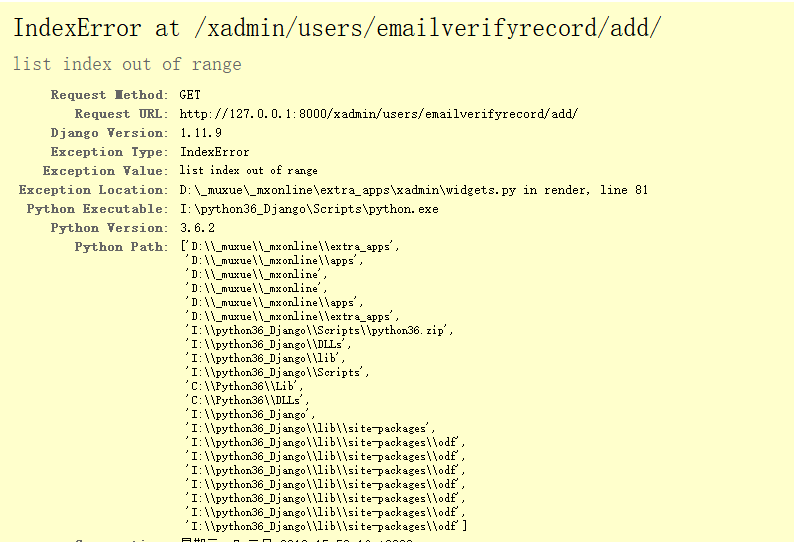 IndexError at /xadmin/users/emailverifyrecord/add/
list index out of range
Request Method: GET
Request URL: http://127.0.0.1:8000/xadmin/users/emailverifyrecord/add/
Django Version: 1.11.9
Exception Type: IndexError
Exception Value: list index out of range
Exception Location: D:\_muxue\_mxonline\extra_apps\xadmin\widgets.py in render, line 81
Python Executable: I:\python36_Django\Scripts\python.exe
Python Version: 3.6.2
Python Path: ['D:\\_muxue\\_mxonline\\extra_apps',
'D:\\_muxue\\_mxonline\\apps',
'D:\\_muxue\\_mxonline',
'D:\\_muxue\\_mxonline',
'D:\\_muxue\\_mxonline\\apps',
'D:\\_muxue\\_mxonline\\extra_apps',
'I:\\python36_Django\\Scripts\\python36.zip',
'I:\\python36_Django\\DLLs',
'I:\\python36_Django\\lib',
'I:\\python36_Django\\Scripts',
'C:\\Python36\\Lib',
'C:\\Python36\\DLLs',
'I:\\python36_Django',
'I:\\python36_Django\\lib\\site-packages',
'I:\\python36_Django\\lib\\site-packages\\odf',
'I:\\python36_Django\\lib\\site-packages\\odf',
'I:\\python36_Django\\lib\\site-packages\\odf',
'I:\\python36_Django\\lib\\site-packages\\odf',
'I:\\python36_Django\\lib\\site-packages\\odf',
'I:\\python36_Django\\lib\\site-packages\\odf',
'I:\\python36_Django\\lib\\site-packages\\odf']